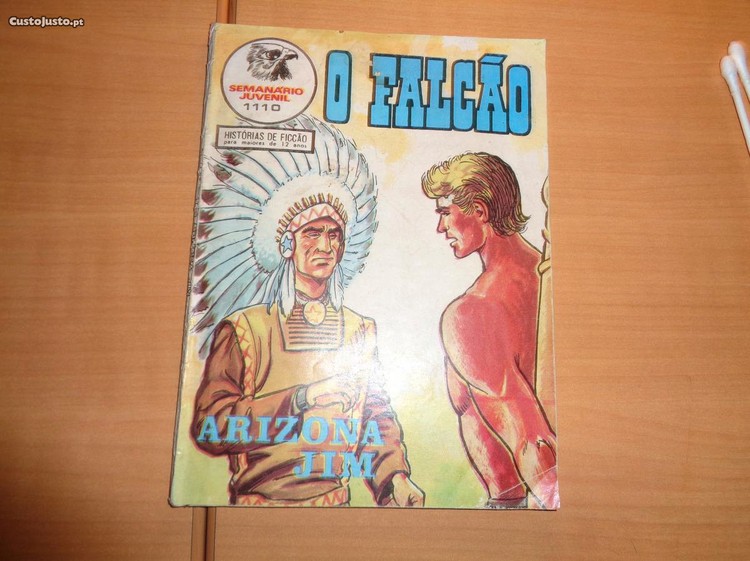 CustoJusto.pt
SEMANÁRIO
JUVENIL
1110
O FALCÃO
HISTÓRIAS DE FICÇÃO
para maiores de 12 anos
ARIZONA
JIM